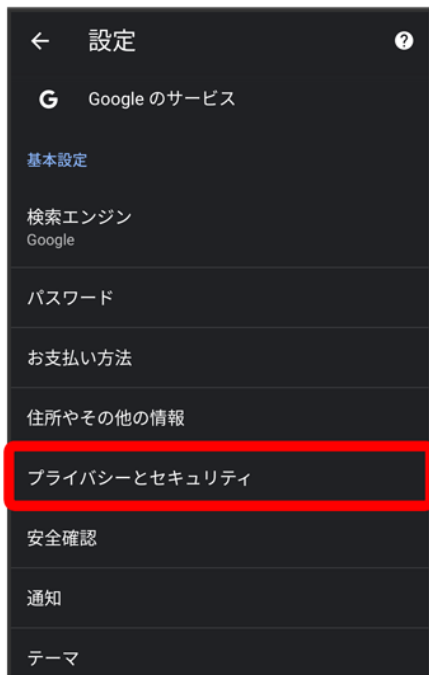 設定
G Google のサービス
基本設定
検索エンジン
Google
パスワード
お支払い方法
住所やその他の情報
プライバシーとセキュリティ
安全確認
通知
テーマ